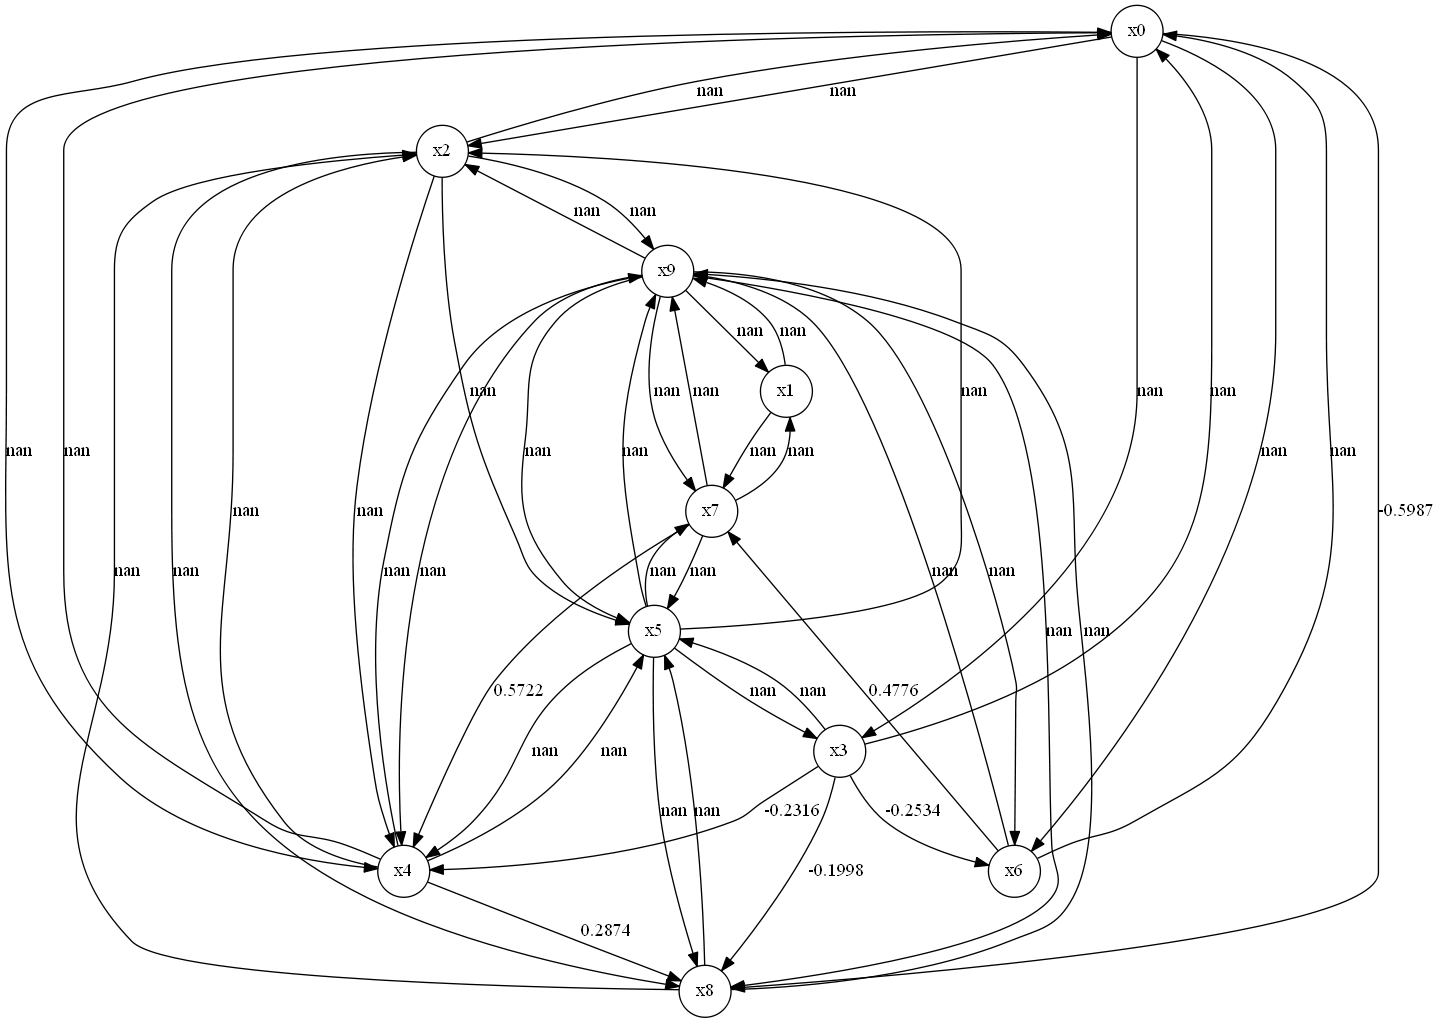 x0
nan nan
x2
nan nan
x9
nan nan
nan nan nan nan nan nan
x1
nan nan nan nan nan nan
nan nan x7 -0.5987
nan nan nan nan nan nan nan nan
x5 nan nan
0.5722 nan nan 0.4776
nan nan x3
nan nan -0.2316 -0.2534
x4 -0.1998 x6
0.2874
x8